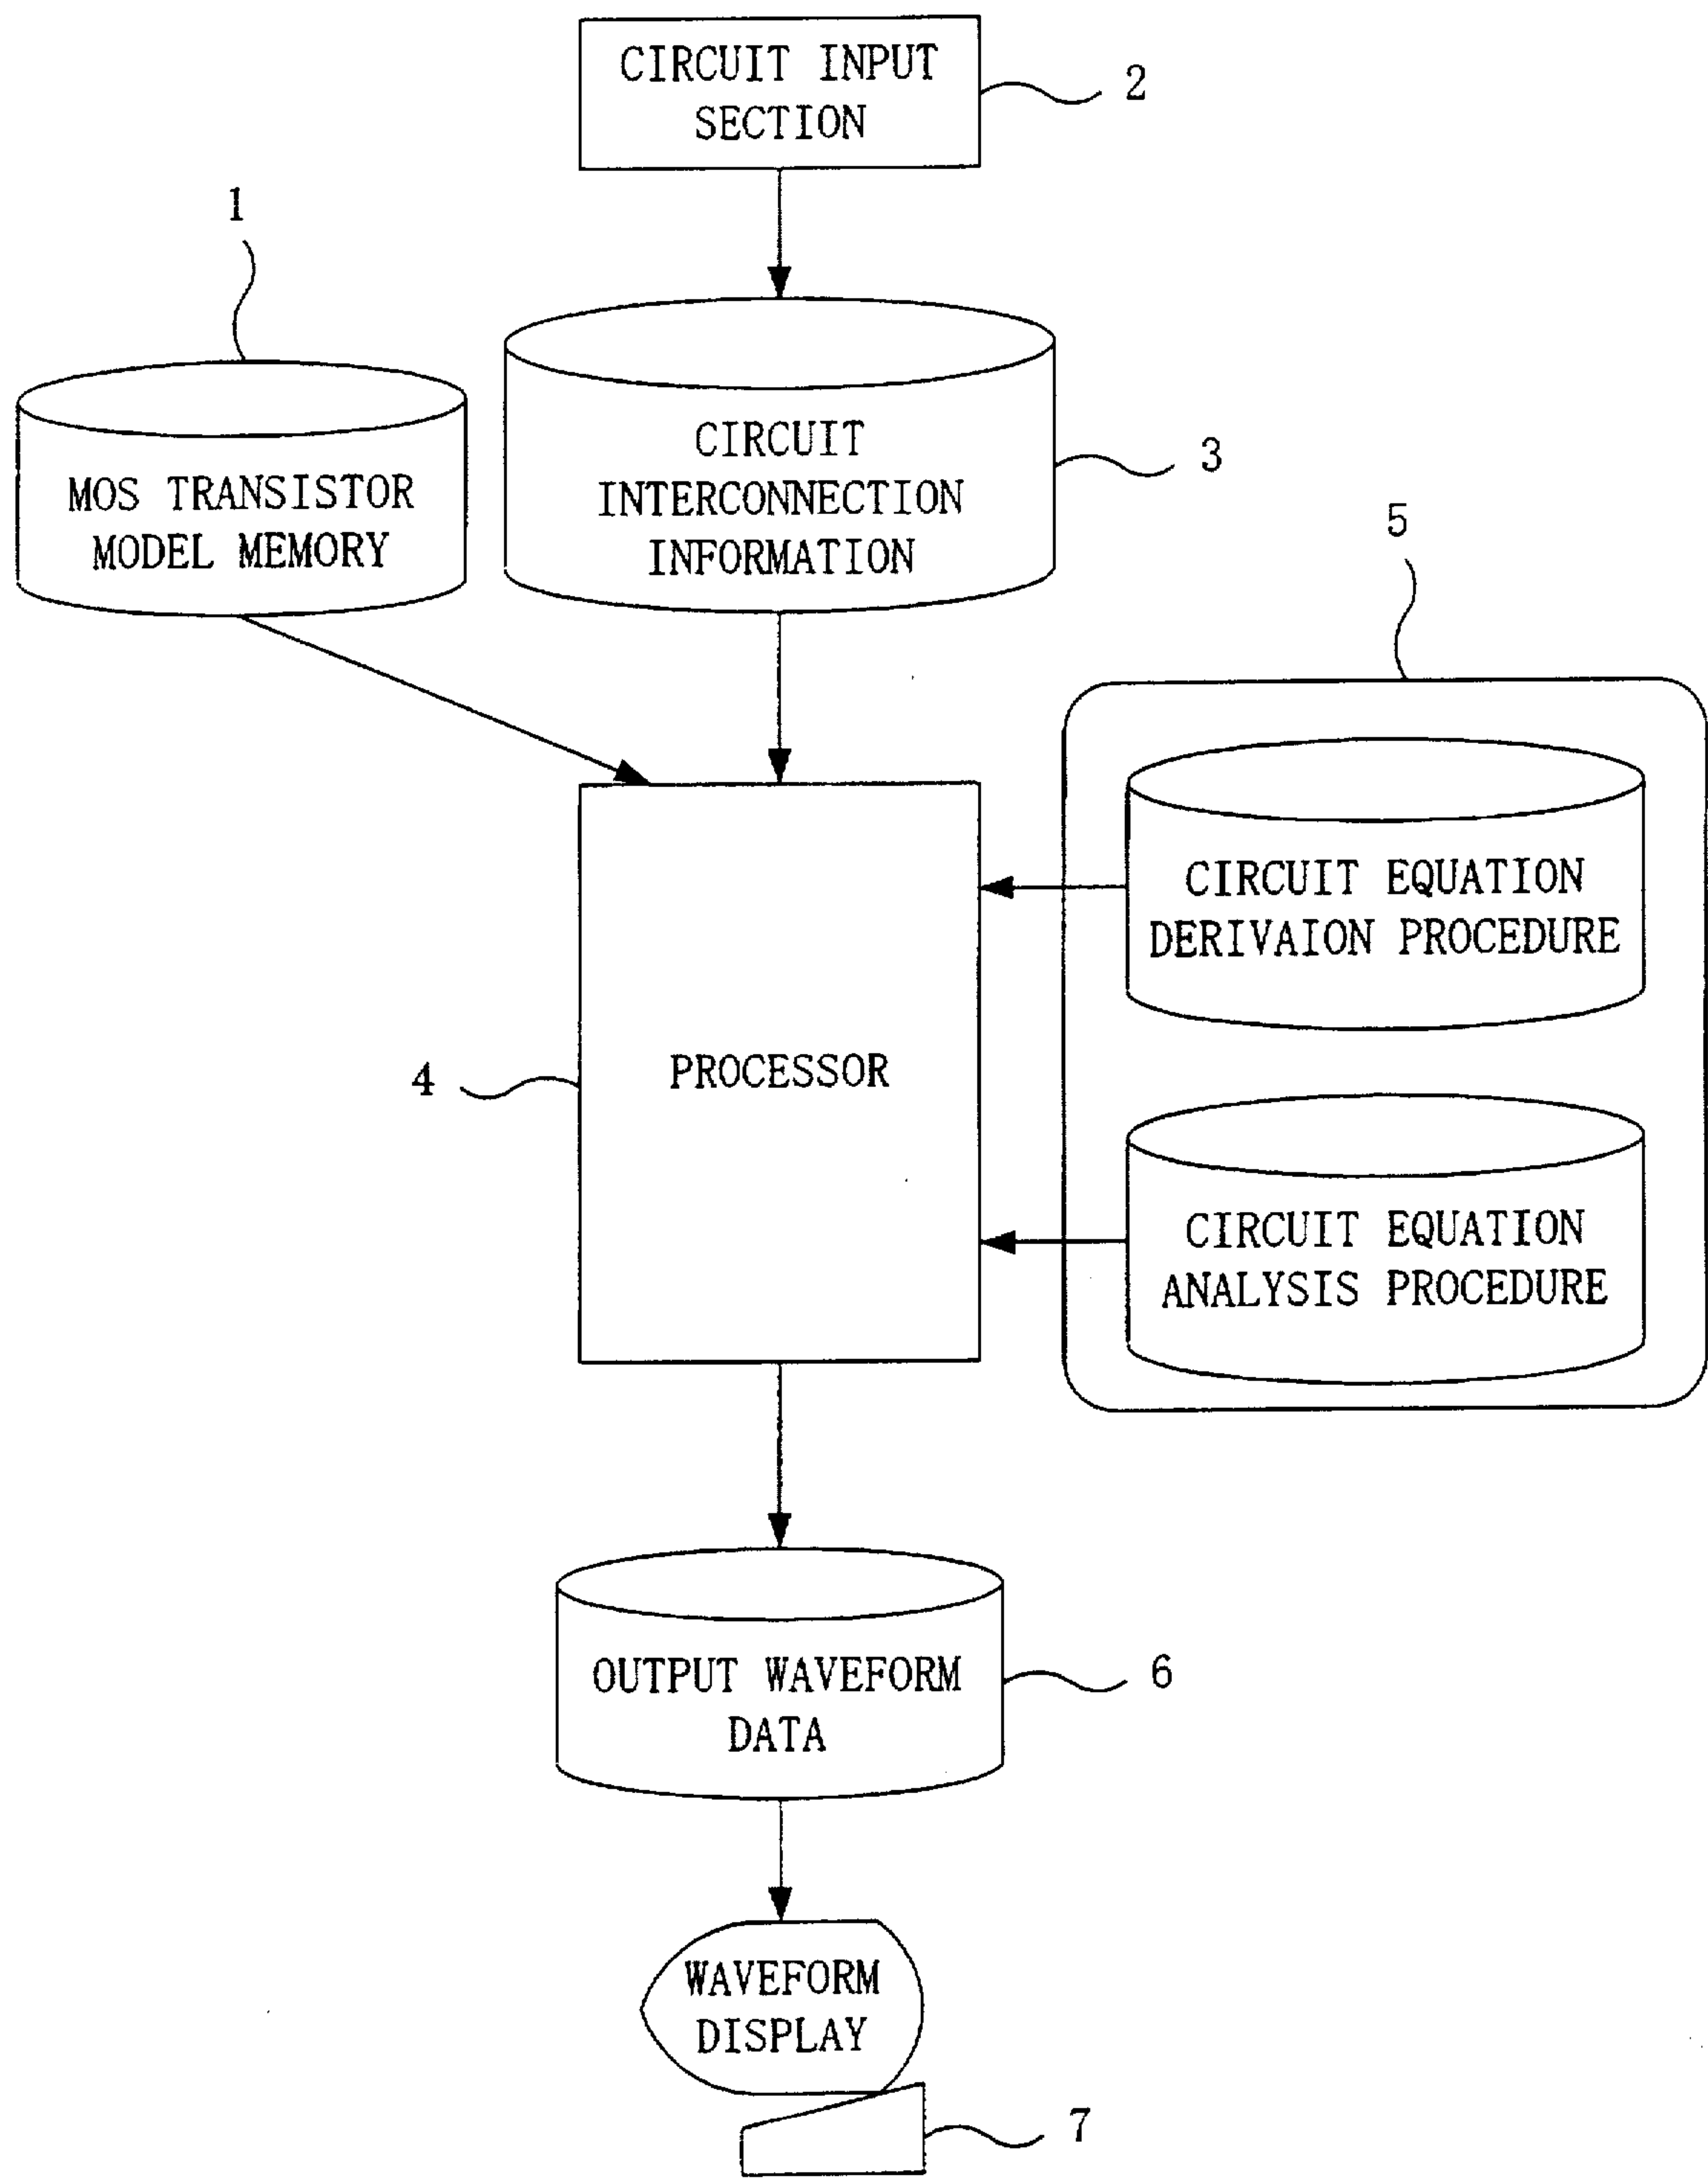 CIRCUIT INPUT
SECTION
2
1
CIRCUIT
INTERCONNECTION
INFORMATION
3
MOS TRANSISTOR
MODEL MEMORY
5
CIRCUIT EQUATION
DERIVAION PROCEDURE
PROCESSOR
4
CIRCUIT EQUATION
ANALYSIS PROCEDURE
OUTPUT WAVEFORM
DATA
6
WAVEFORM
DISPLAY
7